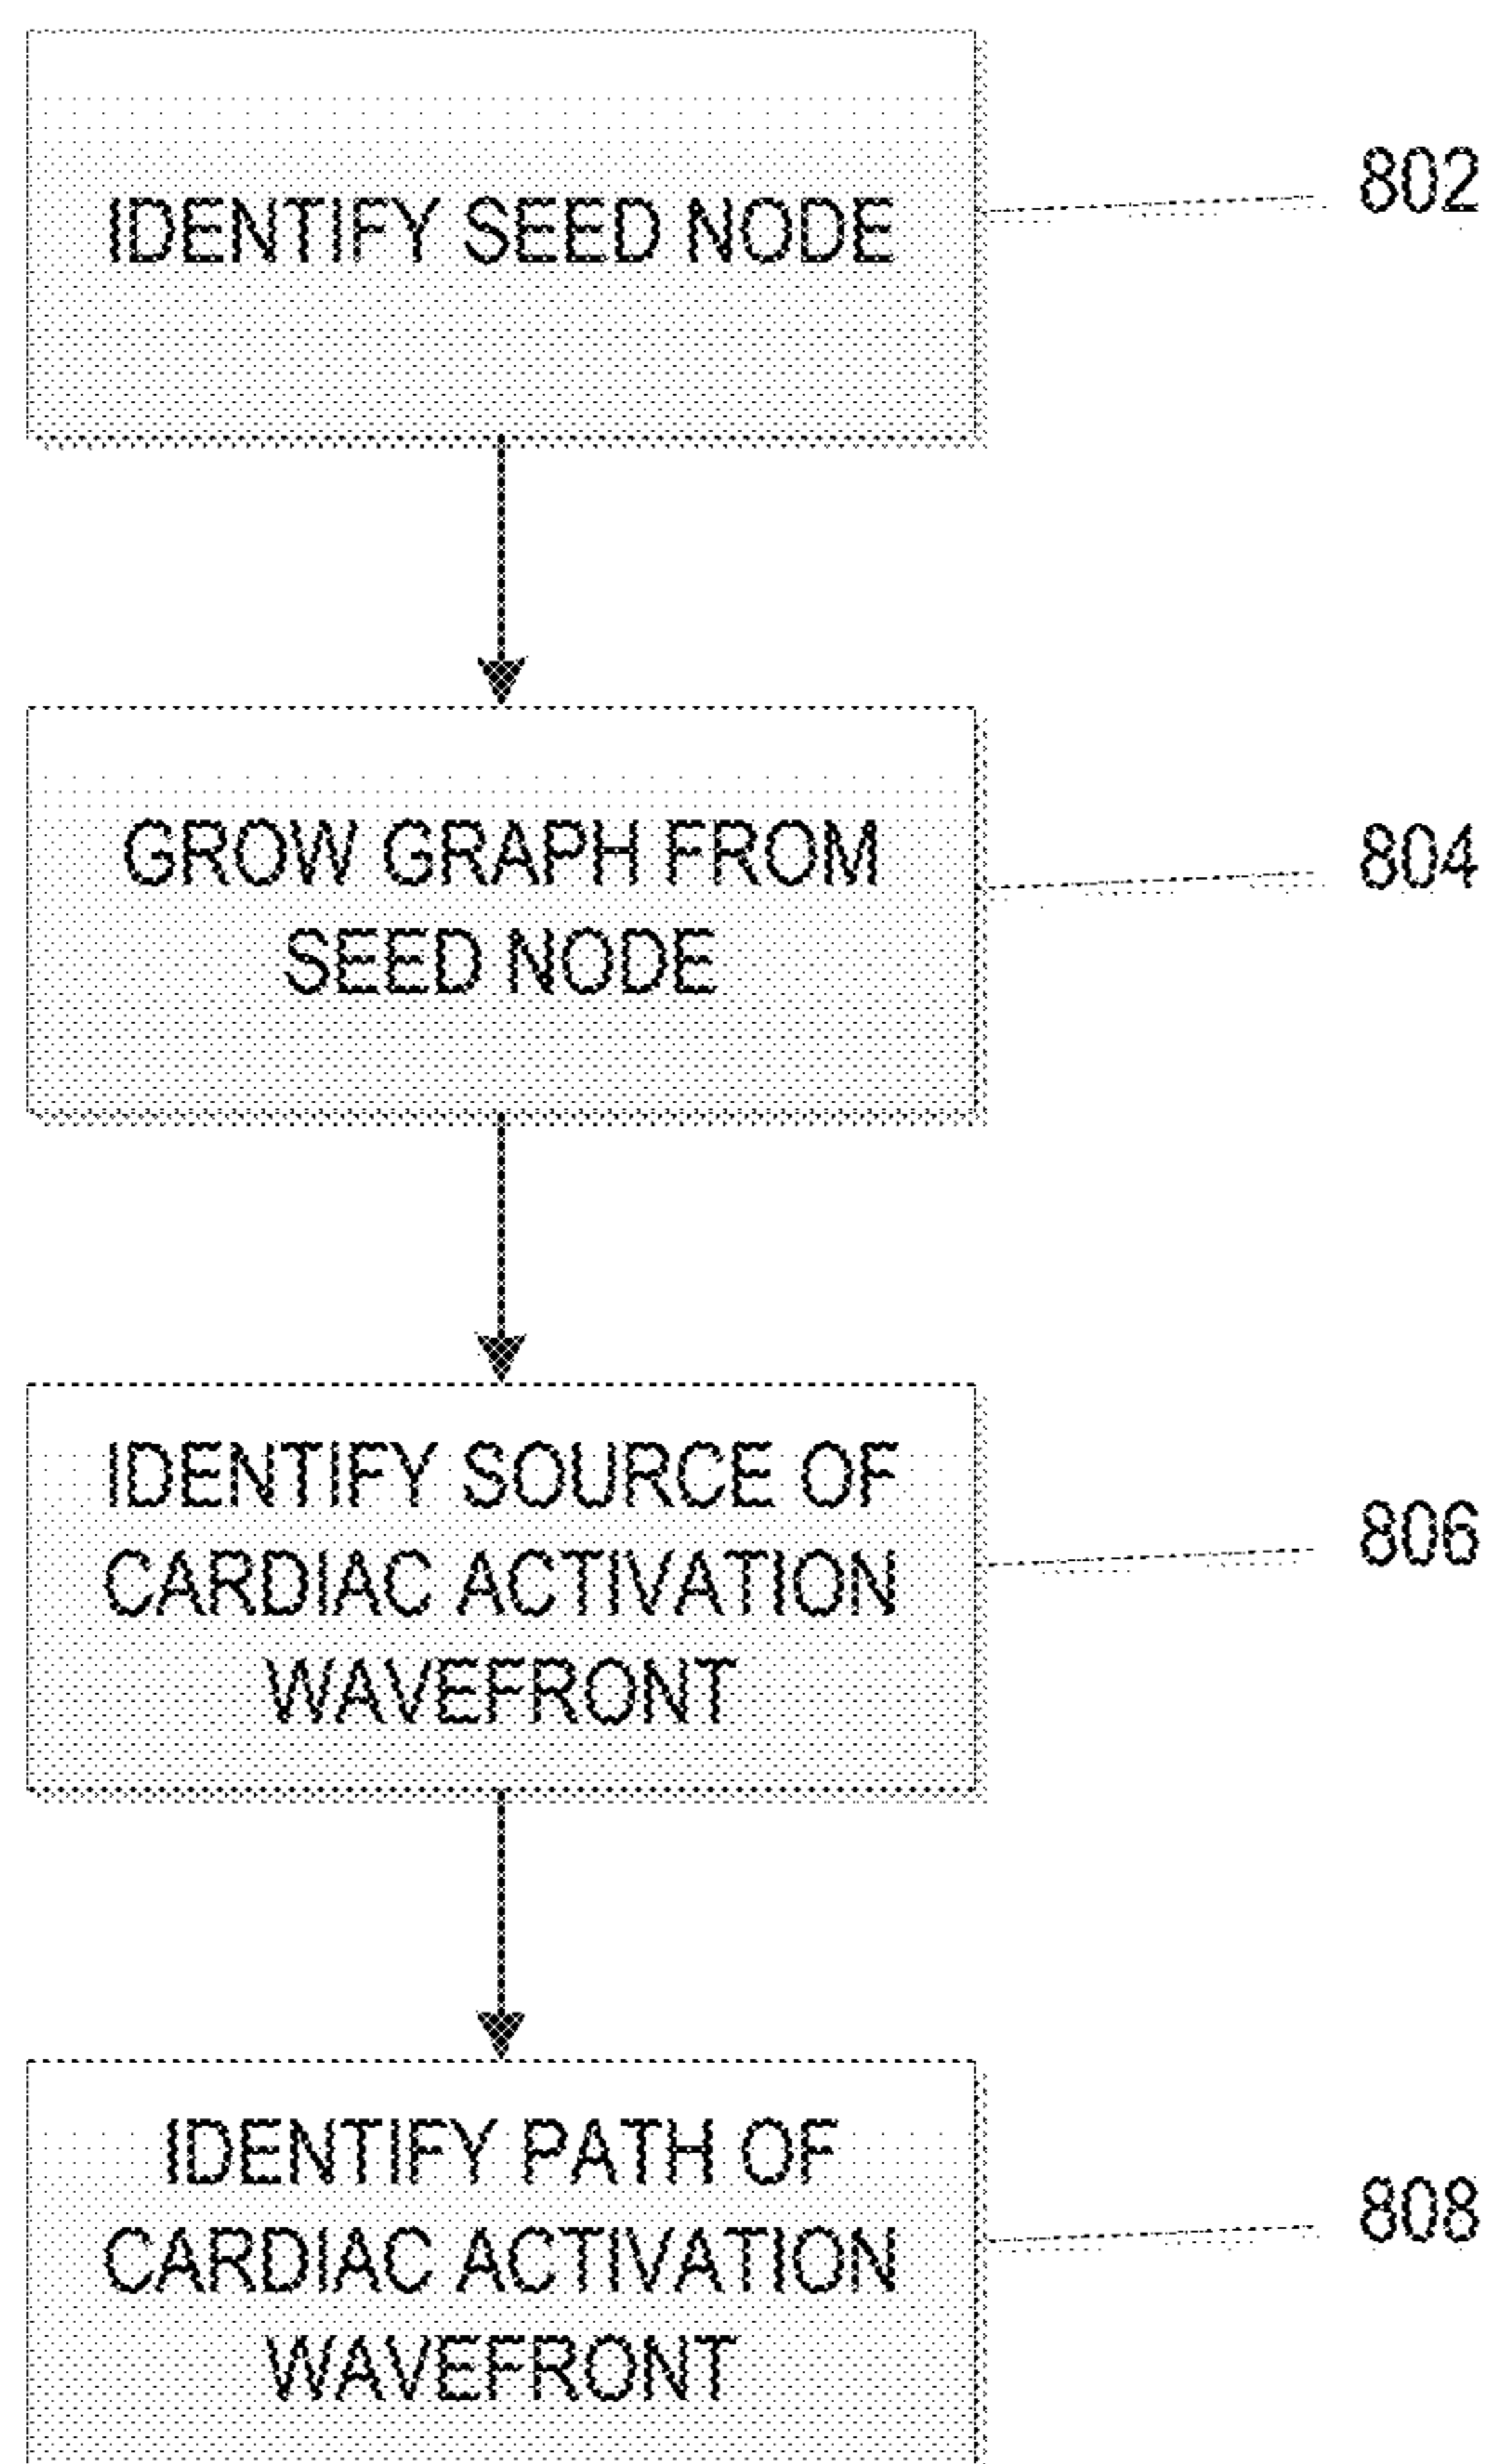 IDENTIFY SEED NODE
802
GROW GRAPH FROM
SEED NODE
804
IDENTIFY SOURCE OF
CARDIAC ACTIVATION
WAVEFRONT
806
IDENTIFY PATH OF
CARDIAC ACTIVATION
WAVEFRONT
808